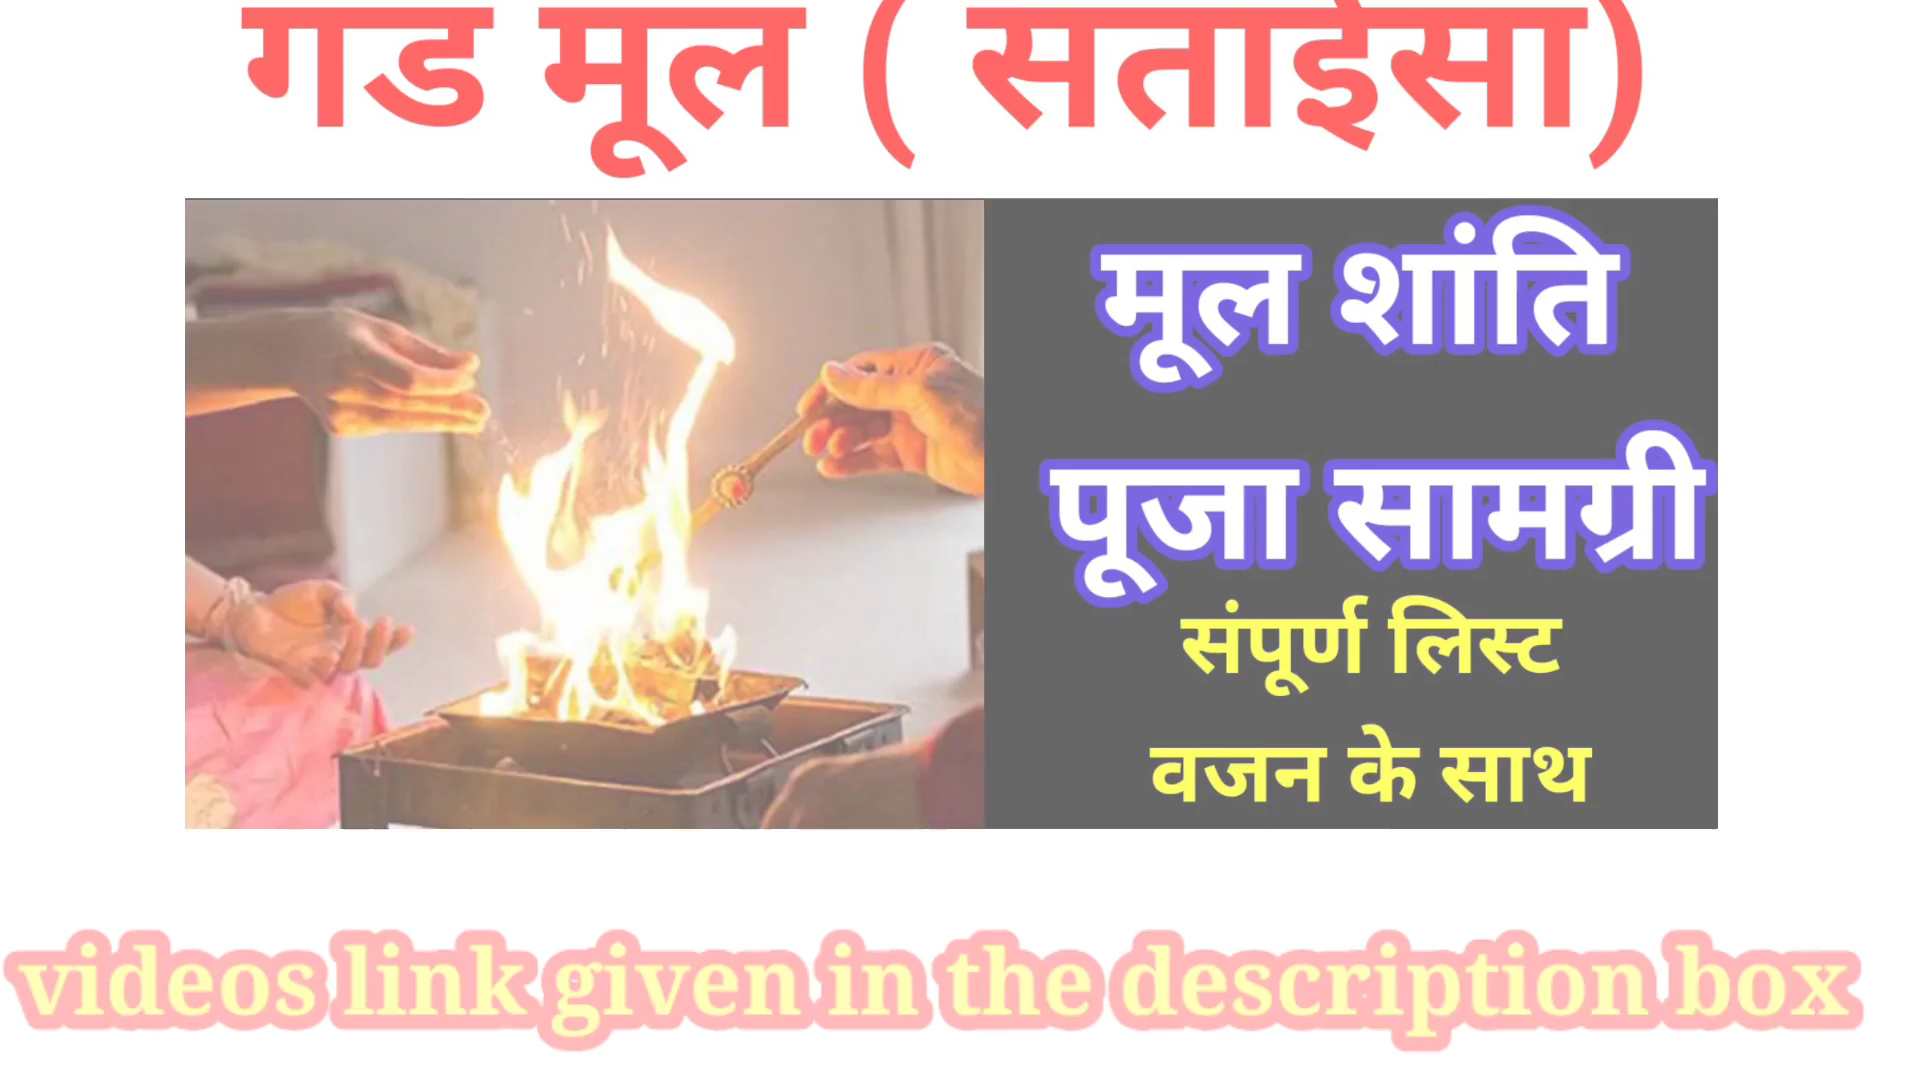 गड मूल ( सताईसा)
मूल शांति
पूजा सामग्री
संपूर्ण लिस्ट
वजन के साथ
videos link given in the description box